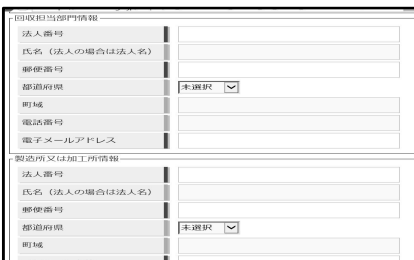 回収担当部門情報
法人番号
氏名（法人の場合は法人名）
郵便番号
都道府県
未選択
町域
電話番号
電子メールアドレス
製造所又は加工所情報
法人番号
氏名（法人の場合は法人名）
郵便番号
都道府県
未選択
町域